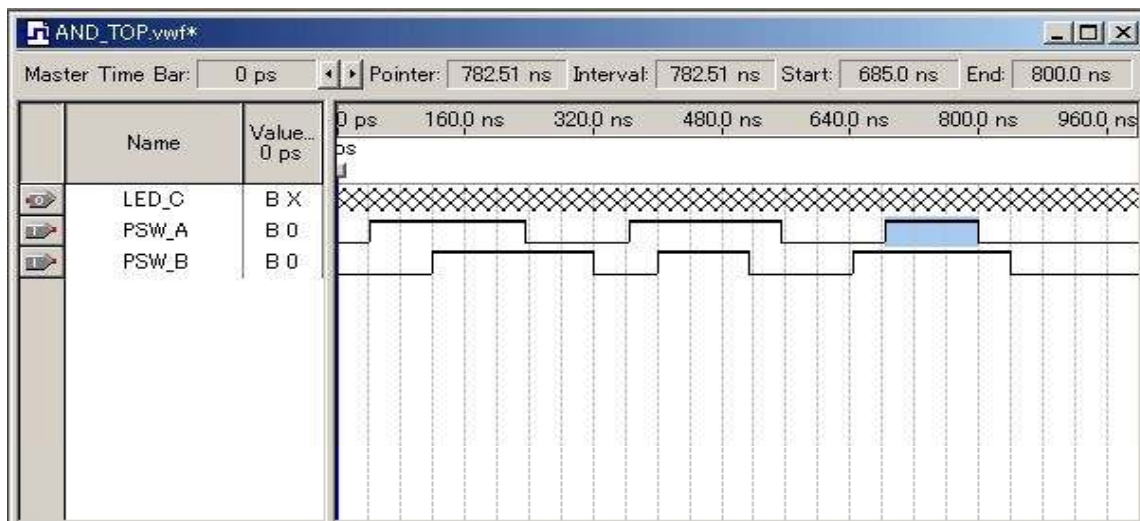 AND_TOP.vwf*
Master Time Bar: 0 ps Pointer: 782.51 ns Interval: 782.51 ns Start: 685.0 ns End: 800.0 ns
Name Value... 0 ps
0 ps 160.0 ns 320.0 ns 480.0 ns 640.0 ns 800.0 ns 960.0 ns
ps
LED_C B X
PSW_A B 0
PSW_B B 0